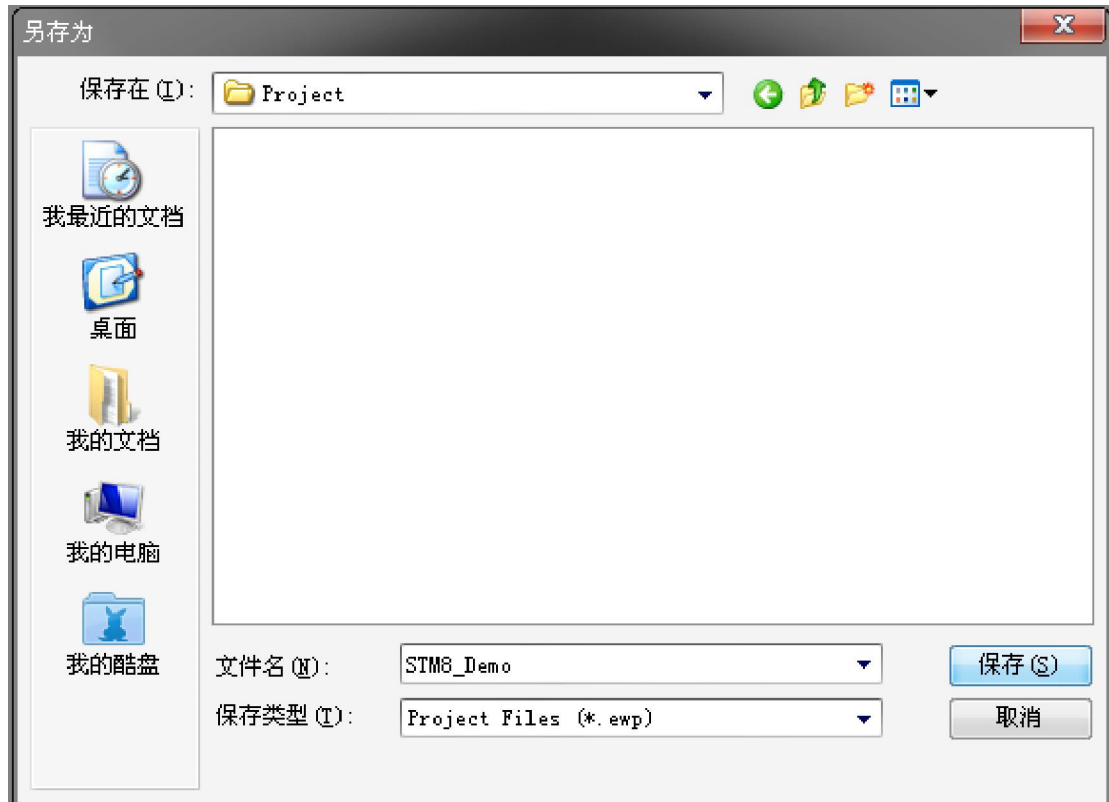 另存为
保存在(I):
Project
我最近的文档
桌面
我的文档
我的电脑
我的酷盘
文件名(N):
STM8_Demo
保存(S)
保存类型(T):
Project Files (*.ewp)
取消